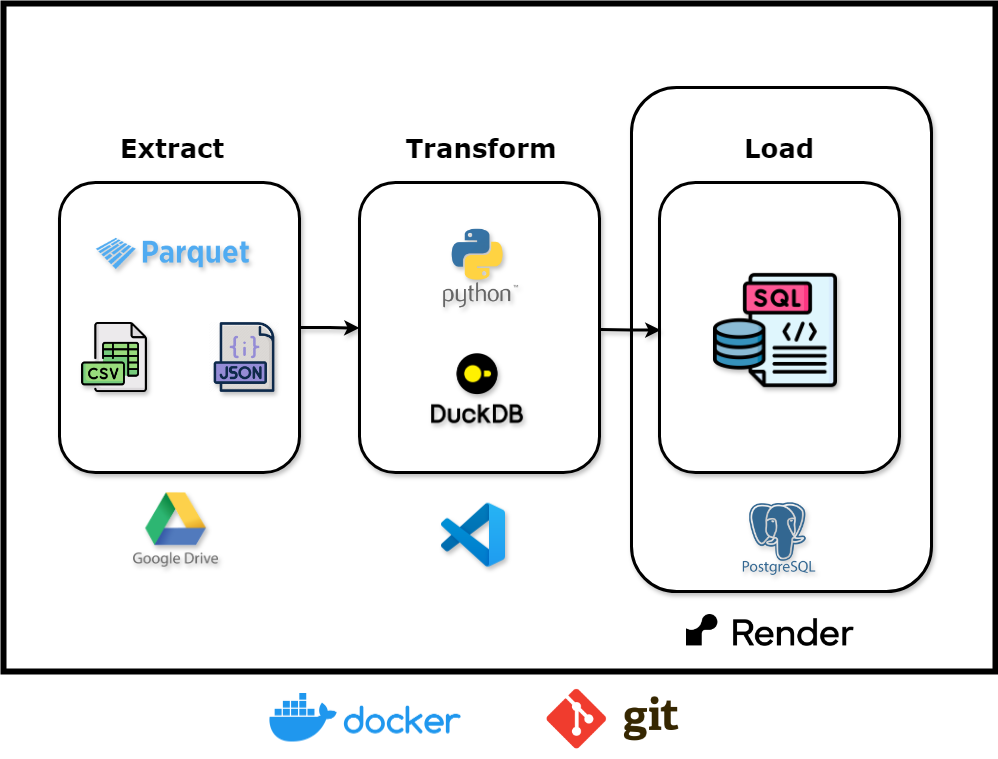 Extract
Transform
Load
Parquet
CSV
{i}
JSON
python™
DuckDB
SQL
</>
Google Drive
PostgreSQL
Render
docker
git